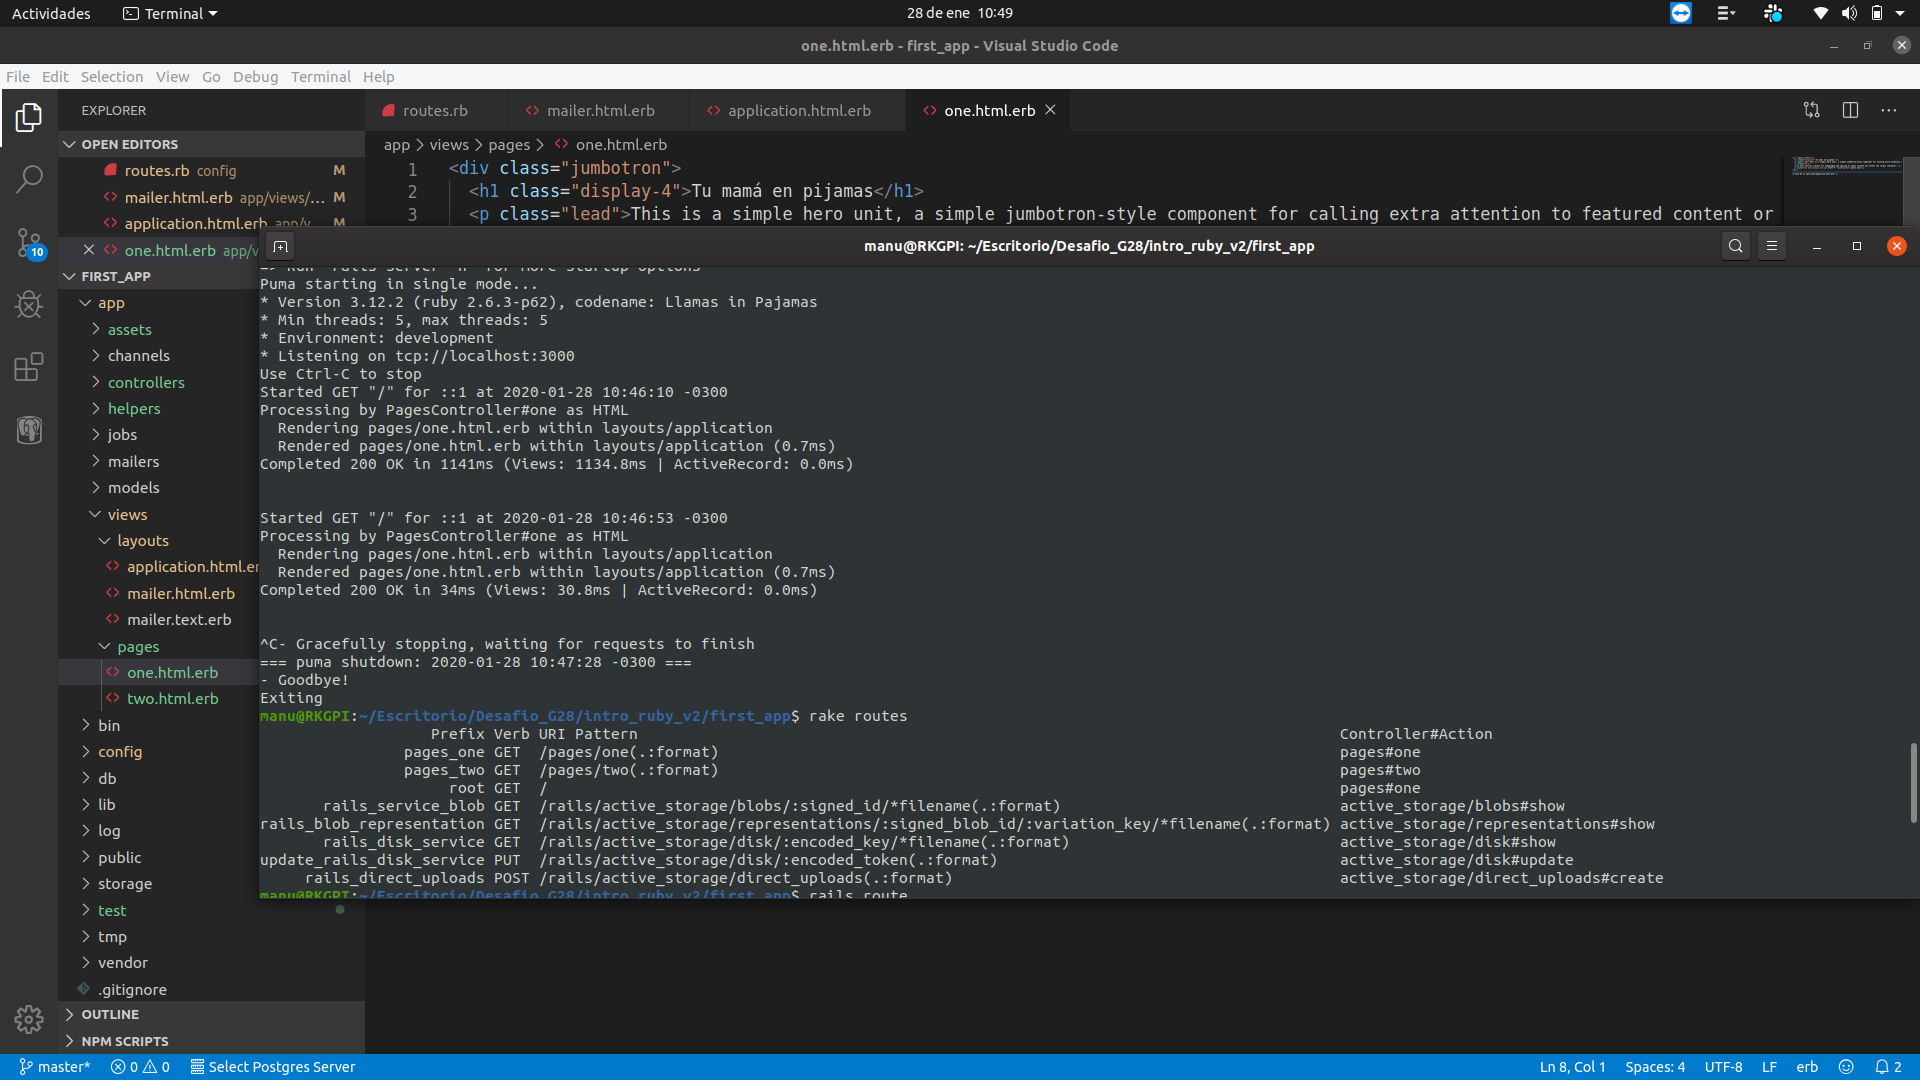 Actividades
Terminal
28 de ene 10:49
one.html.erb - first_app - Visual Studio Code
File Edit Selection View Go Debug Terminal Help
EXPLORER
routes.rb
mailer.html.erb
application.html.erb
one.html.erb
OPEN EDITORS
routes.rb config M
mailer.html.erb app/views/... M
application.html.erb app/v M
one.html.erb app/v
app > views > pages > one.html.erb
1 <div class="jumbotron">
2 <h1 class="display-4">Tu mamá en pijamas</h1>
3 <p class="lead">This is a simple hero unit, a simple jumbotron-style component for calling extra attention to featured content or
10
FIRST_APP
app
assets
channels
controllers
helpers
jobs
mailers
models
views
layouts
application.html.er
mailer.html.erb
mailer.text.erb
pages
one.html.erb
two.html.erb
bin
config
db
lib
log
public
storage
test
tmp
vendor
.gitignore
OUTLINE
NPM SCRIPTS
manu@RKGPI: ~/Escritorio/Desafio_G28/intro_ruby_v2/first_app
=> Run `rails server -h` for more startup options
Puma starting in single mode...
* Version 3.12.2 (ruby 2.6.3-p62), codename: Llamas in Pajamas
* Min threads: 5, max threads: 5
* Environment: development
* Listening on tcp://localhost:3000
Use Ctrl-C to stop
Started GET "/" for ::1 at 2020-01-28 10:46:10 -0300
Processing by PagesController#one as HTML
Rendering pages/one.html.erb within layouts/application
Rendered pages/one.html.erb within layouts/application (0.7ms)
Completed 200 OK in 1141ms (Views: 1134.8ms | ActiveRecord: 0.0ms)
Started GET "/" for ::1 at 2020-01-28 10:46:53 -0300
Processing by PagesController#one as HTML
Rendering pages/one.html.erb within layouts/application
Rendered pages/one.html.erb within layouts/application (0.7ms)
Completed 200 OK in 34ms (Views: 30.8ms | ActiveRecord: 0.0ms)
^C- Gracefully stopping, waiting for requests to finish
=== puma shutdown: 2020-01-28 10:47:28 -0300 ===
- Goodbye!
Exiting
manu@RKGPI:~/Escritorio/Desafio_G28/intro_ruby_v2/first_app$ rake routes
Prefix Verb URI Pattern Controller#Action
pages_one GET /pages/one(.:format) pages#one
pages_two GET /pages/two(.:format) pages#two
root GET / pages#one
rails_service_blob GET /rails/active_storage/blobs/:signed_id/*filename(.:format) active_storage/blobs#show
rails_blob_representation GET /rails/active_storage/representations/:signed_blob_id/:variation_key/*filename(.:format) active_storage/representations#show
rails_disk_service GET /rails/active_storage/disk/:encoded_key/*filename(.:format) active_storage/disk#show
update_rails_disk_service PUT /rails/active_storage/disk/:encoded_token(.:format) active_storage/disk#update
rails_direct_uploads POST /rails/active_storage/direct_uploads(.:format) active_storage/direct_uploads#create
manu@RKGPI:~/Escritorio/Desafio_G28/intro_ruby_v2/first_app$ rails route
master* 0 0 Select Postgres Server
Ln 8, Col 1 Spaces: 4 UTF-8 LF erb 2